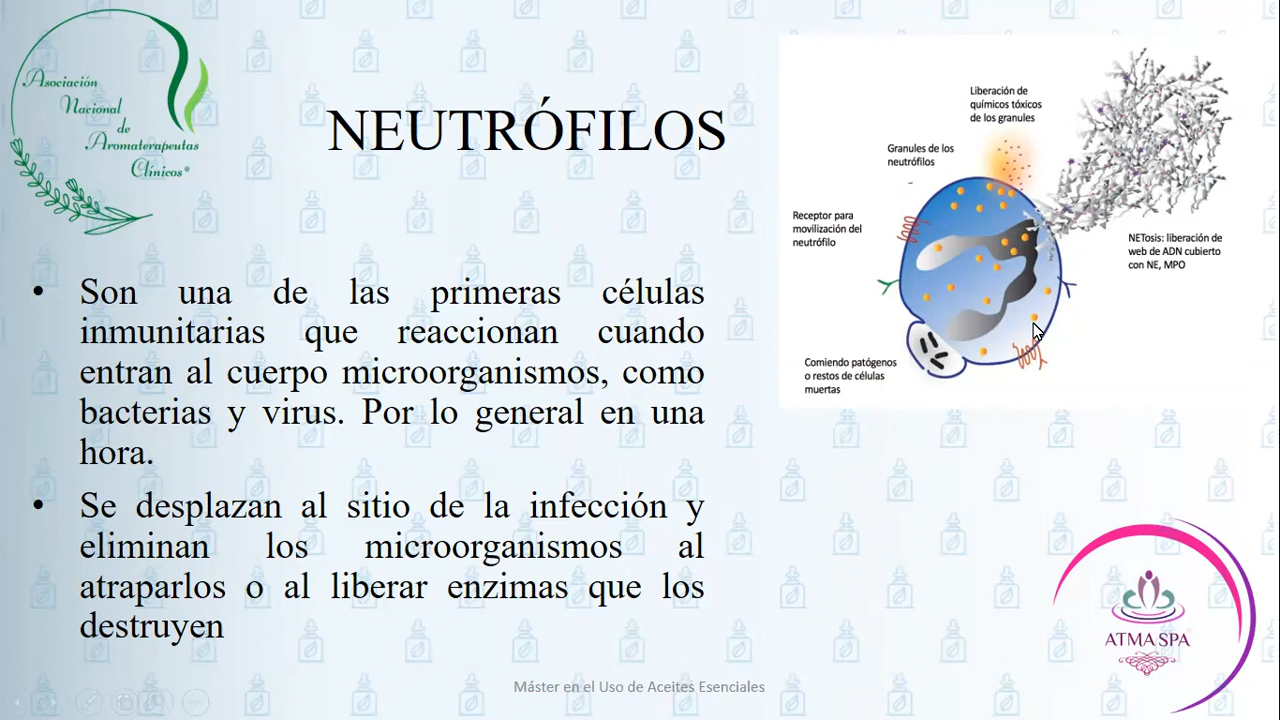 Asociación
Nacional
de
Aromaterapeutas
Clínicos®
NEUTRÓFILOS
• Son una de las primeras células
inmunitarias que reaccionan cuando
entran al cuerpo microorganismos, como
bacterias y virus. Por lo general en una
hora.
• Se desplazan al sitio de la infección y
eliminan los microorganismos al
atraparlos o al liberar enzimas que los
destruyen
Liberación de
químicos tóxicos
de los granules
Granules de los
neutrófilos
Receptor para
movilización del
neutrófilo
NETosis: liberación de
web de ADN cubierto
con NE, MPO
Comiendo patógenos
o restos de células
muertas
ATMA SPA
Máster en el Uso de Aceites Esenciales